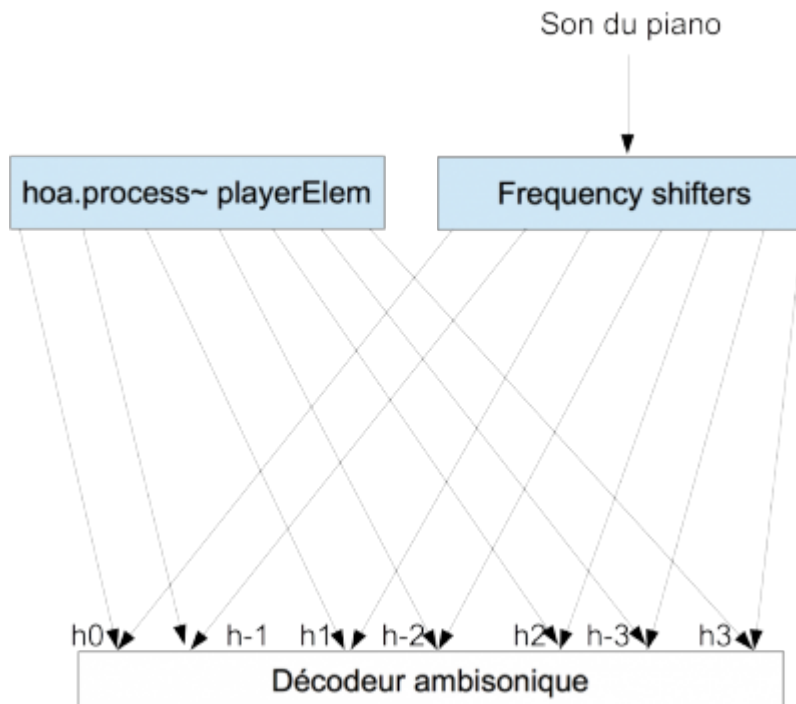 Son du piano
hoa.process~ playerElem
Frequency shifters
h0 h-1 h1 h-2 h2 h-3 h3
Décodeur ambisonique